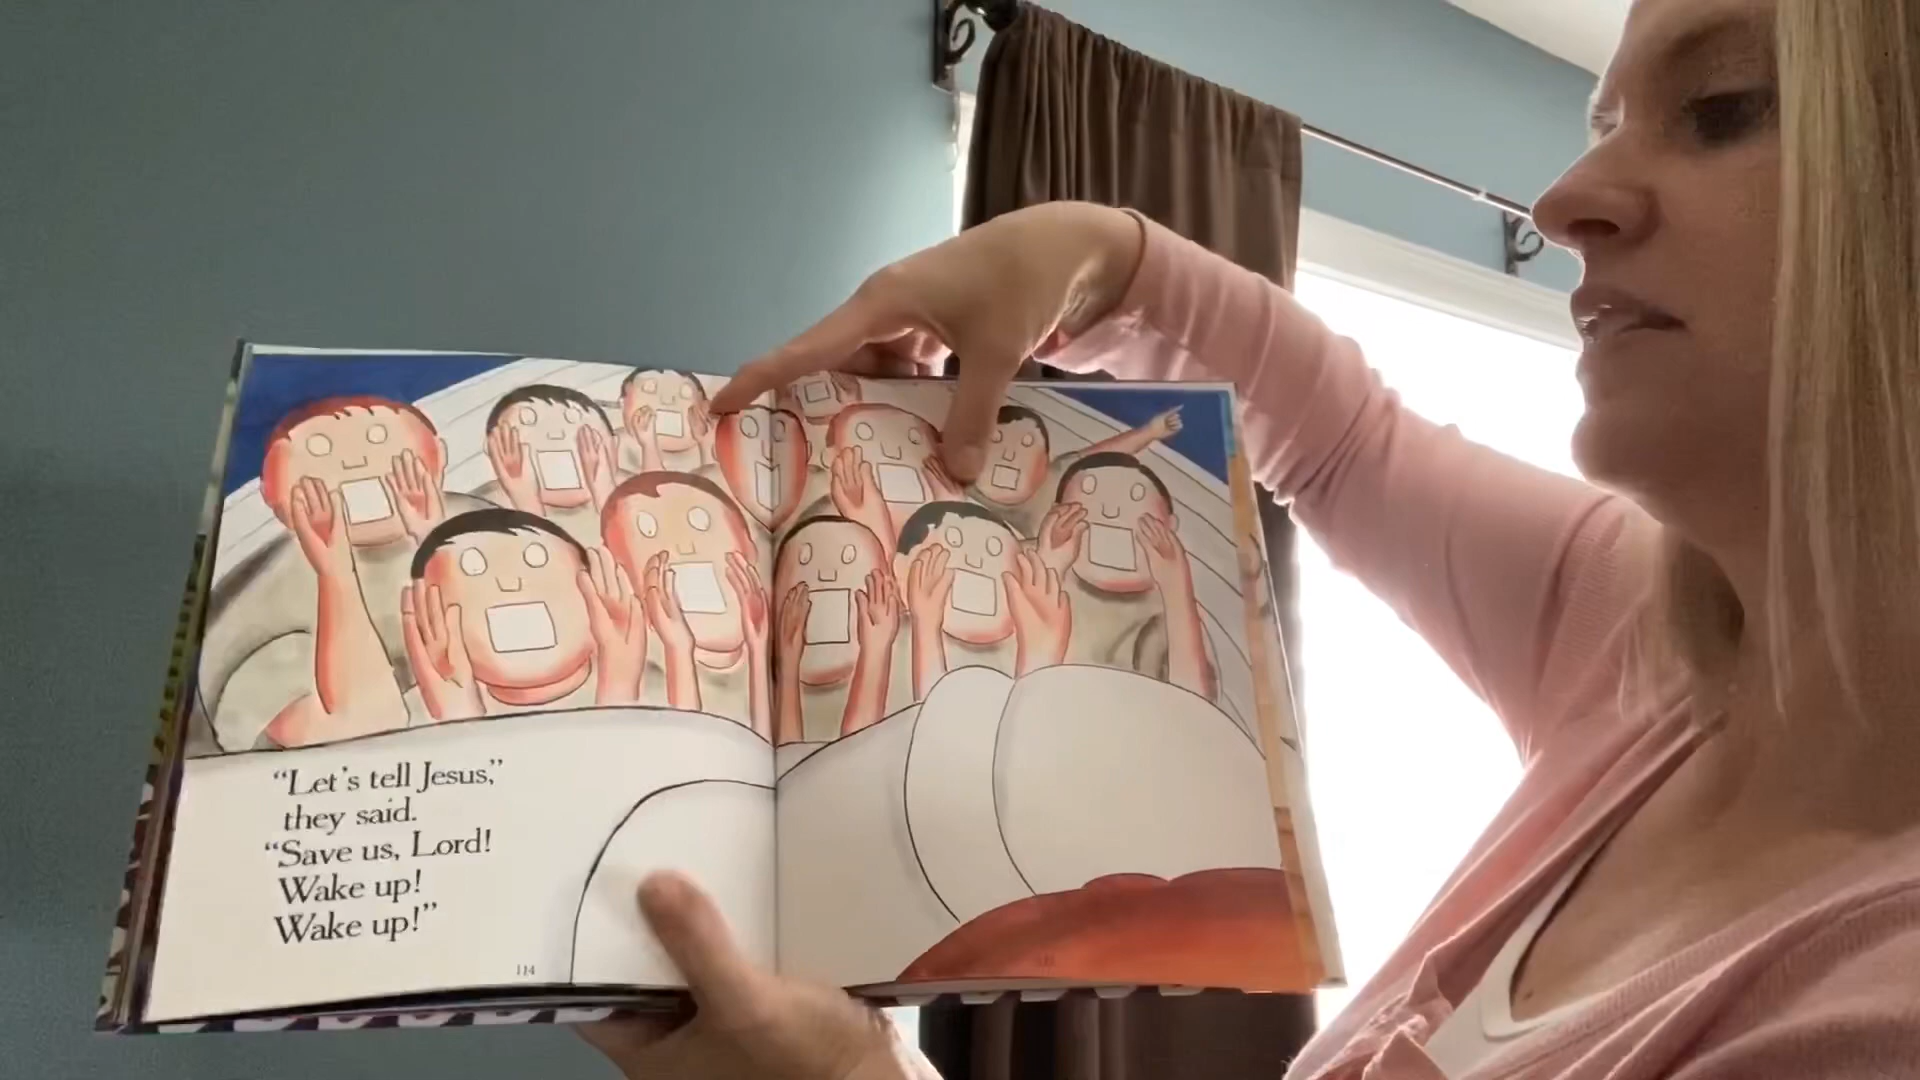 “Let’s tell Jesus,”
they said.
“Save us, Lord!
Wake up!
Wake up!”
114